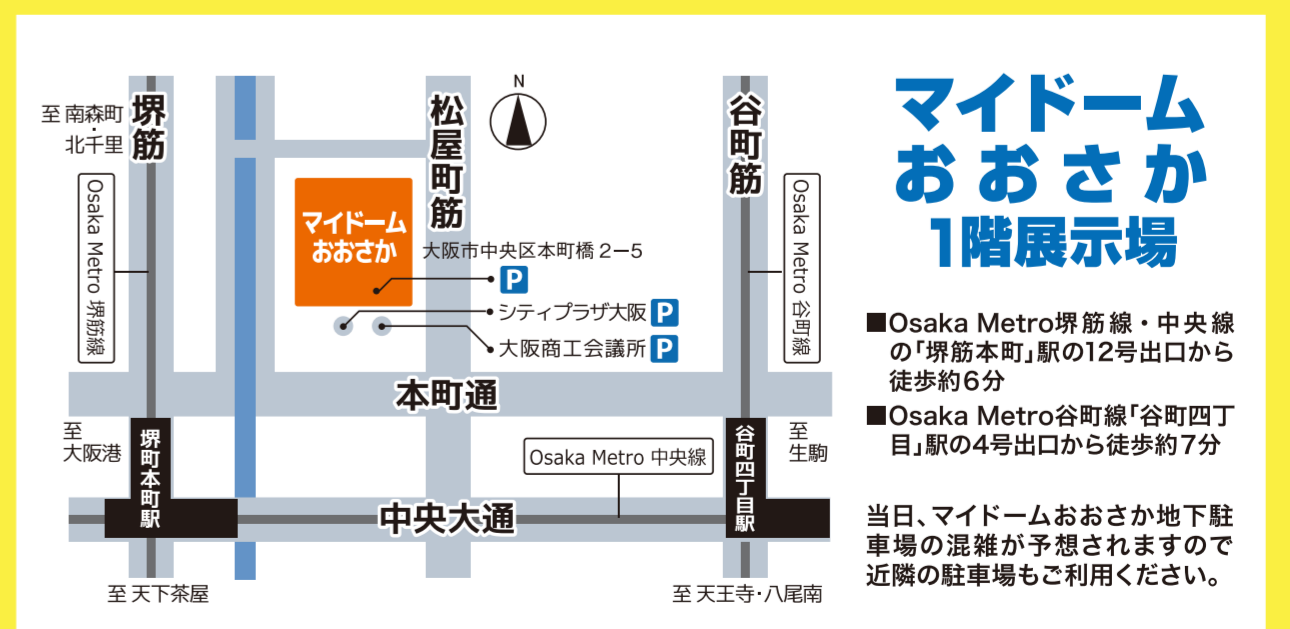 至 南森町
・
北千里
堺筋
Osaka Metro 堺筋線
松屋町筋
N
谷町筋
Osaka Metro 谷町線
マイドーム
おおさか
大阪市中央区本町橋 2ー5
P
シティプラザ大阪 P
大阪商工会議所 P
本町通
至
大阪港
堺町本町駅
Osaka Metro 中央線
谷町四丁目駅
至
生駒
中央大通
至 天下茶屋
至 天王寺・八尾南
マイドーム
おおさか
1階展示場
■Osaka Metro堺筋線・中央線
の「堺筋本町」駅の12号出口から
徒歩約6分
■Osaka Metro谷町線「谷町四丁
目」駅の4号出口から徒歩約7分
当日、マイドームおおさか地下駐
車場の混雑が予想されますので
近隣の駐車場もご利用ください。